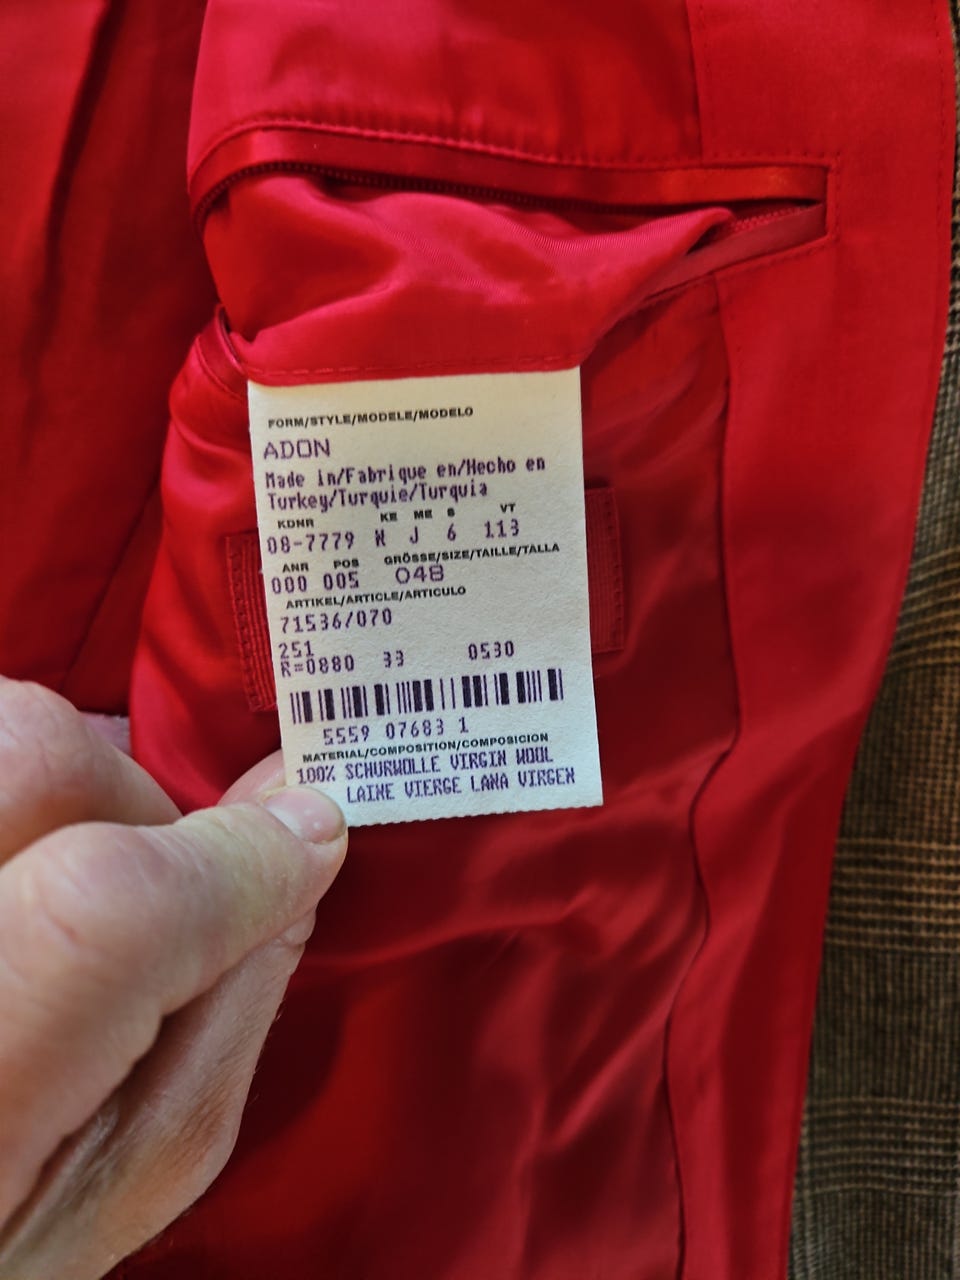 FORM/STYLE/MODELE/MODELO
ADON
Made in/Fabrique en/Hecho en
Turkey/Turquie/Turquia
KDNR KE ME S VT
08-7779 N J 6 113
ANR POS GRÖSSE/SIZE/TAILLE/TALLA
000 005 048
ARTIKEL/ARTICLE/ARTICULO
71536/070
251
R=0880 33 0530
5559 07683 1
MATERIAL/COMPOSITION/COMPOSICION
100% SCHURWOLLE VIRGIN WOOL
LAINE VIERGE LANA VIRGEN